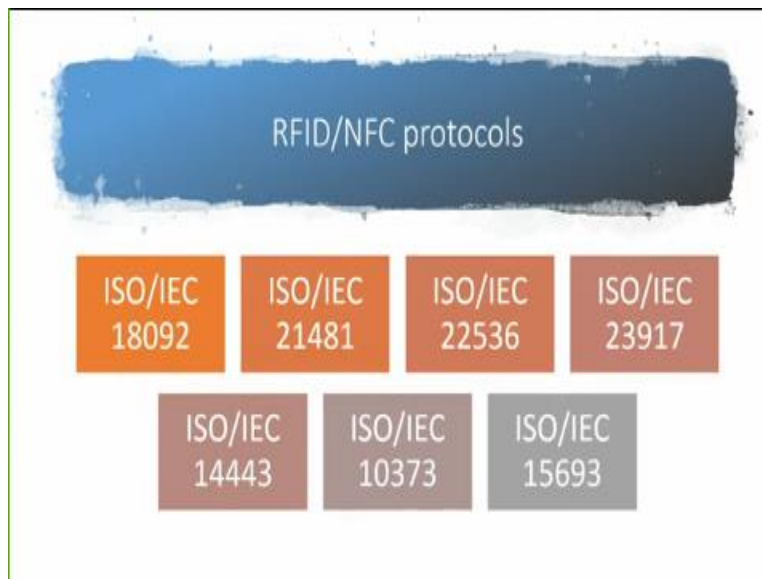 RFID/NFC protocols
ISO/IEC
18092
ISO/IEC
21481
ISO/IEC
22536
ISO/IEC
23917
ISO/IEC
14443
ISO/IEC
10373
ISO/IEC
15693